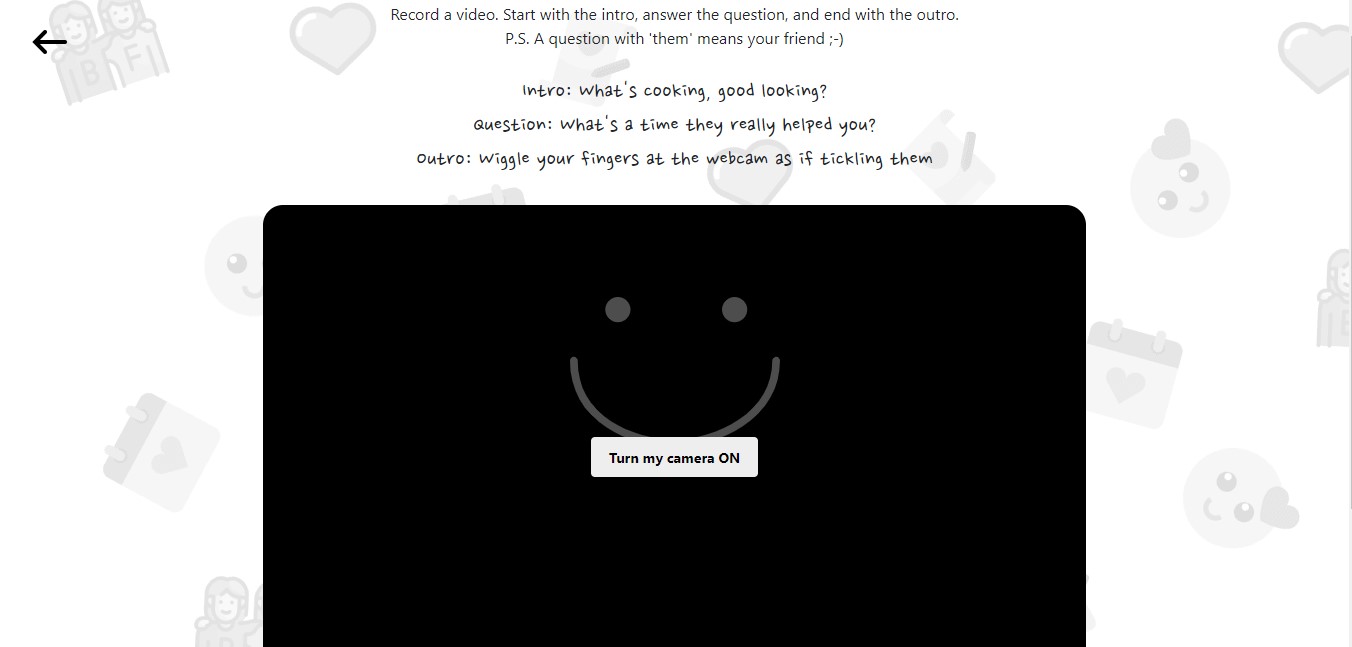 Record a video. Start with the intro, answer the question, and end with the outro.
P.S. A question with 'them' means your friend ;-)
Intro: What's cooking, good looking?
Question: What's a time they really helped you?
Outro: Wiggle your fingers at the webcam as if tickling them
B F
Turn my camera ON